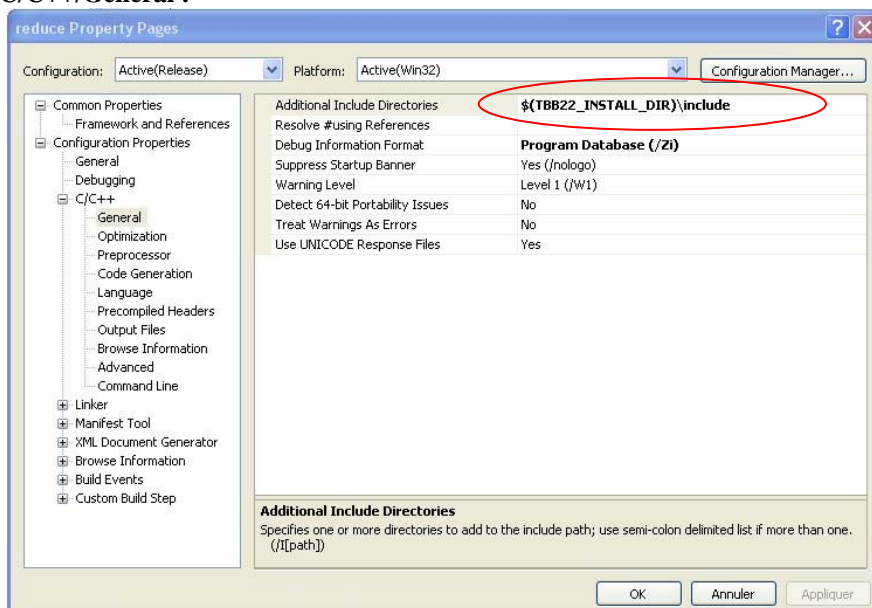 C/C++/General :
reduce Property Pages
Configuration: Active(Release) Platform: Active(Win32) Configuration Manager...
Common Properties
Framework and References
Configuration Properties
General
Debugging
C/C++
General
Optimization
Preprocessor
Code Generation
Language
Precompiled Headers
Output Files
Browse Information
Advanced
Command Line
Linker
Manifest Tool
XML Document Generator
Browse Information
Build Events
Custom Build Step
Additional Include Directories $(TBB22_INSTALL_DIR)\include
Resolve #using References
Debug Information Format Program Database (/Zi)
Suppress Startup Banner Yes (/nologo)
Warning Level Level 1 (/W1)
Detect 64-bit Portability Issues No
Treat Warnings As Errors No
Use UNICODE Response Files Yes
Additional Include Directories
Specifies one or more directories to add to the include path; use semi-colon delimited list if more than one.
(/I[path])
OK Annuler Appliquer